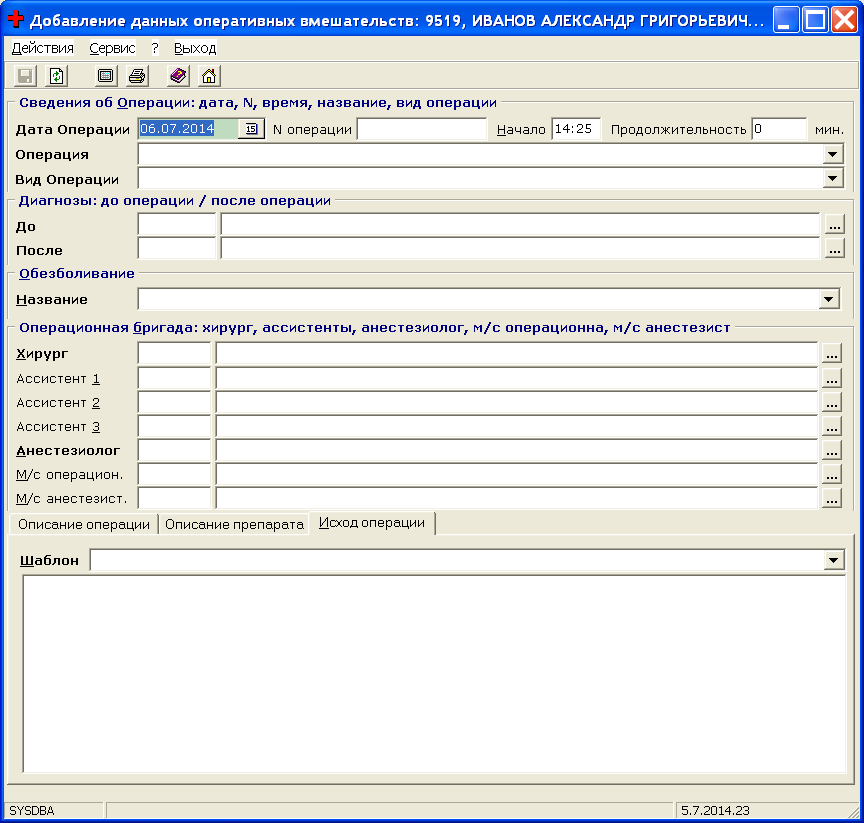 Добавление данных оперативных вмешательств: 9519, ИВАНОВ АЛЕКСАНДР ГРИГОРЬЕВИЧ...
Действия Сервис ? Выход
Сведения об Операции: дата, N, время, название, вид операции
Дата Операции 06.07.2014 15 N операции Начало 14:25 Продолжительность 0 мин.
Операция
Вид Операции
Диагнозы: до операции / после операции
До ...
После ...
Обезболивание
Название
Операционная бригада: хирург, ассистенты, анестезиолог, м/с операционна, м/с анестезист
Хирург ...
Ассистент 1 ...
Ассистент 2 ...
Ассистент 3 ...
Анестезиолог ...
М/с операцион. ...
М/с анестезист. ...
Описание операции Описание препарата Исход операции
Шаблон
SYSDBA 5.7.2014.23